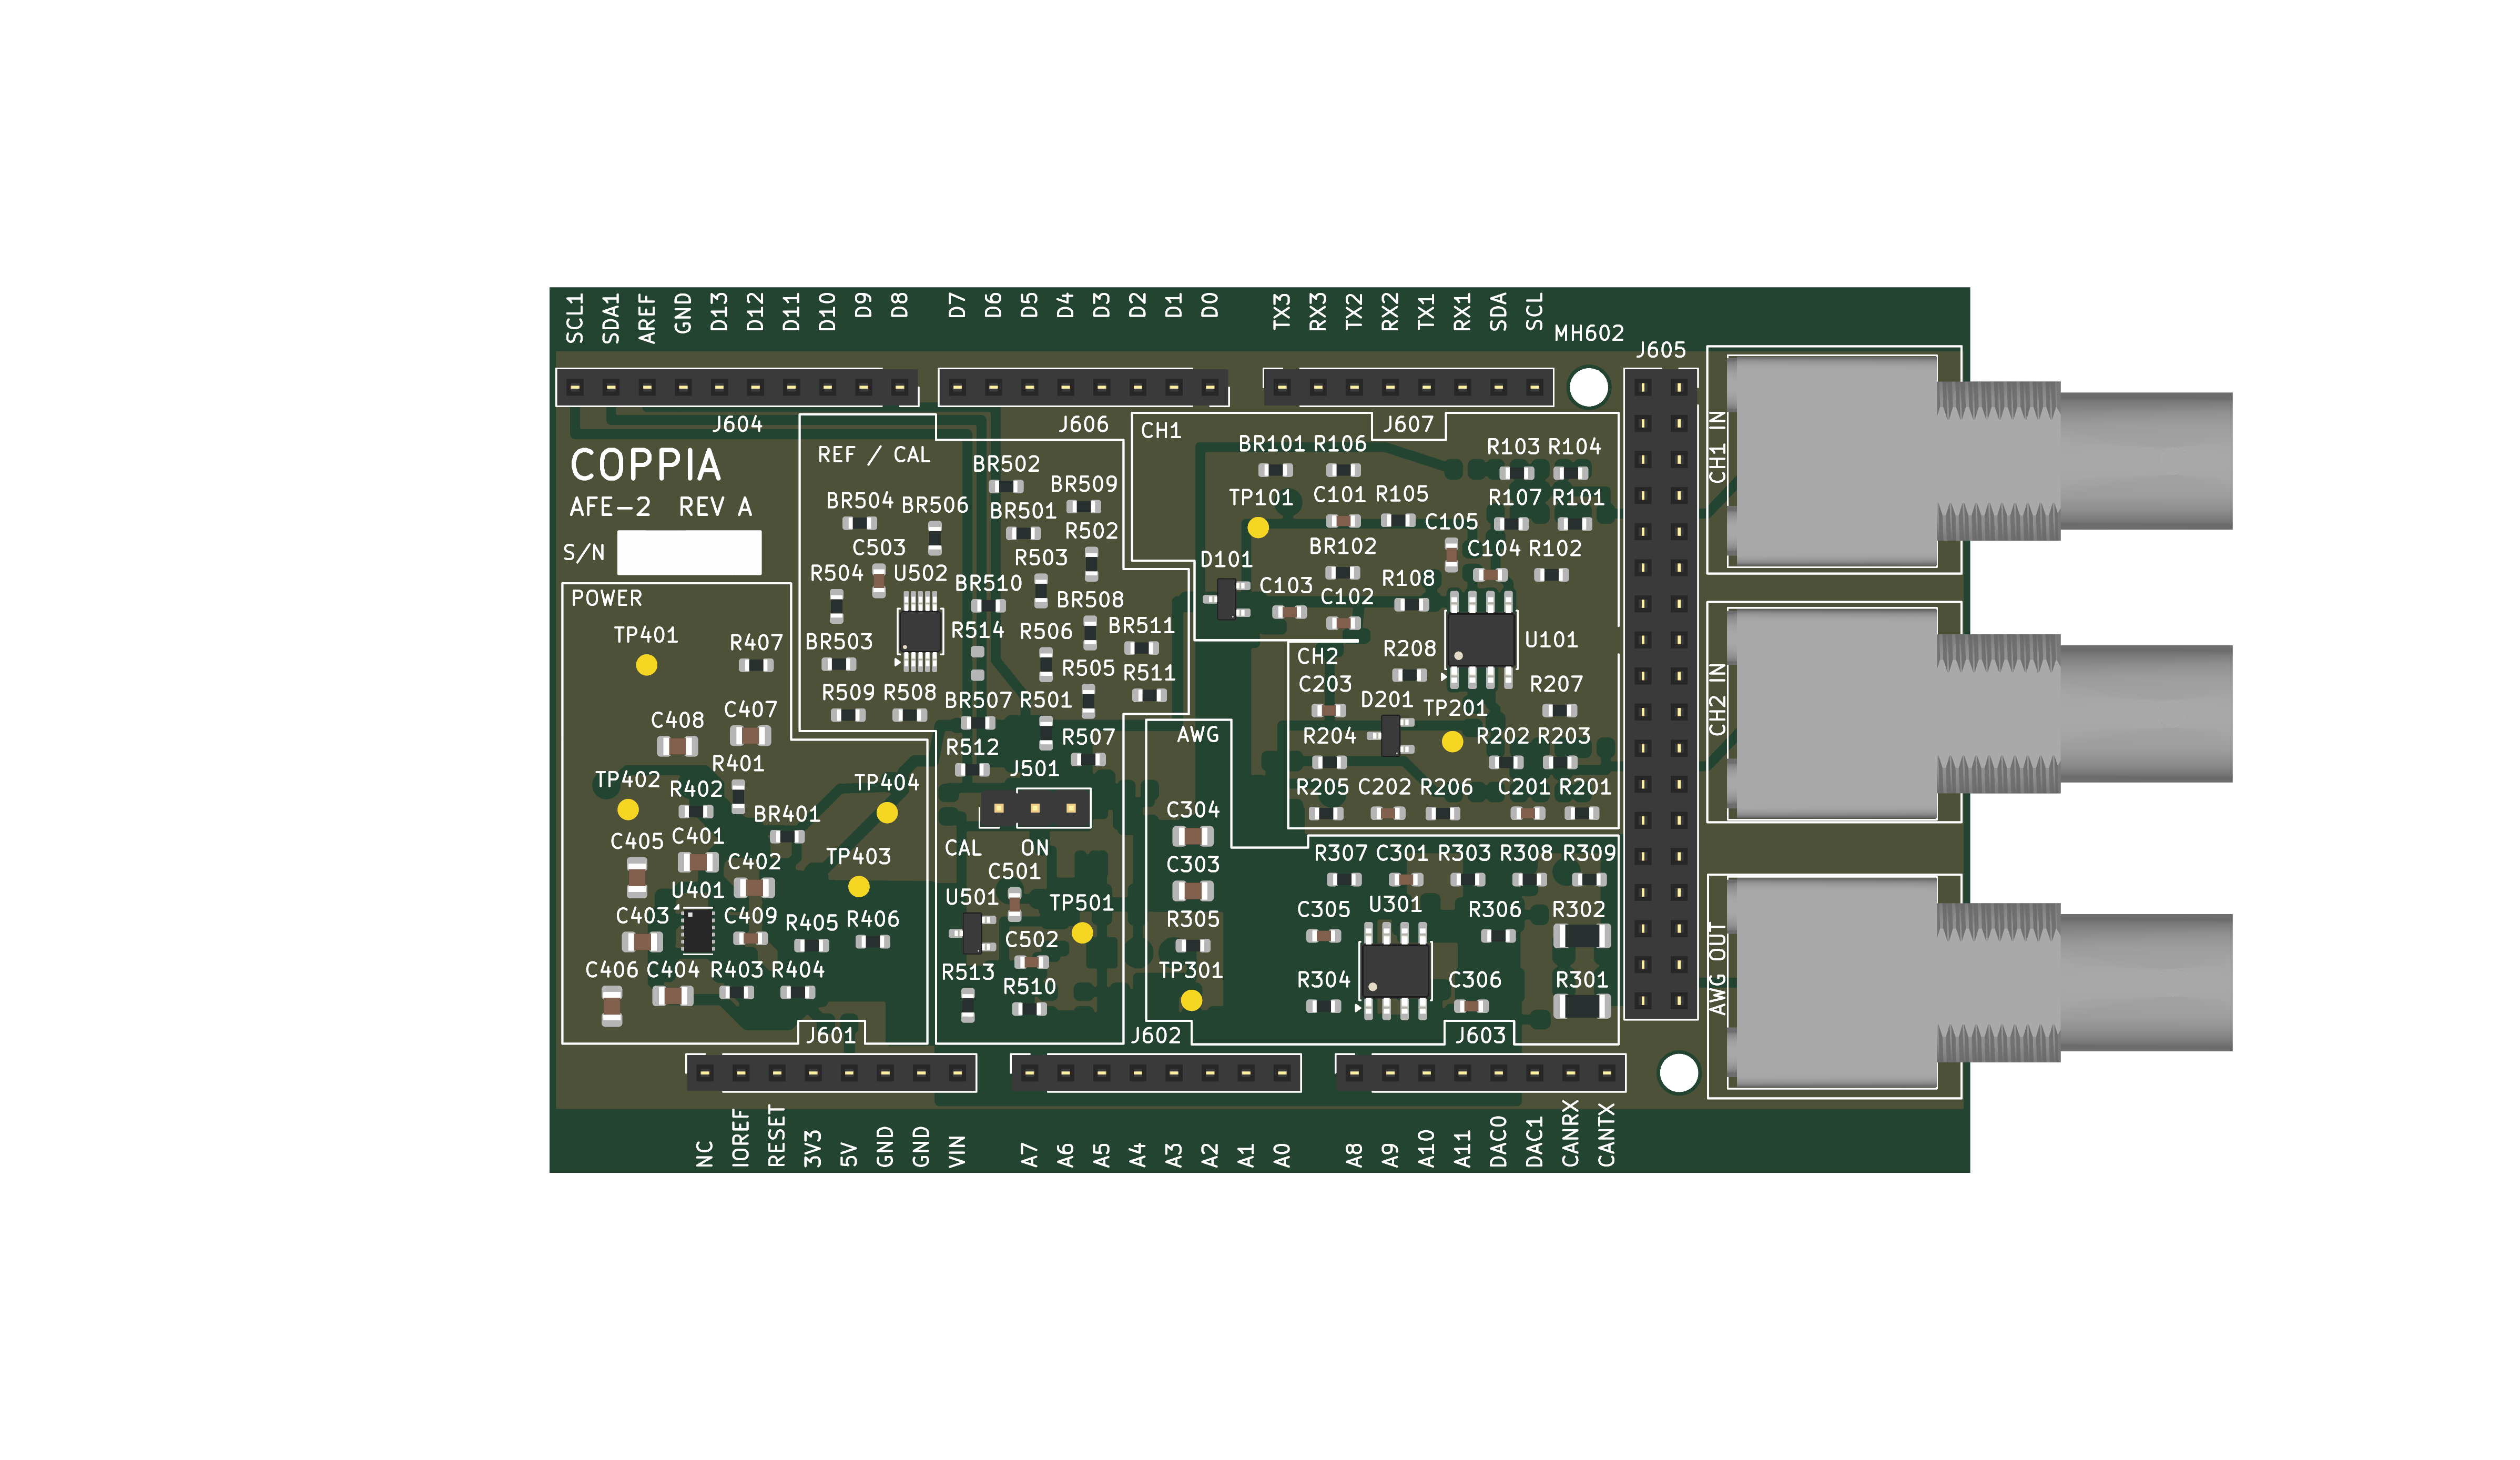 SCL1 SDA1 AREF GND D13 D12 D11 D10 D9 D8 D7 D6 D5 D4 D3 D2 D1 D0 TX3 RX3 TX2 RX2 TX1 RX1 SDA SCL
MH602
J605
J604 J606 J607
COPPIA
AFE-2 REV A
S/N
REF / CAL
BR502
BR504 BR506 BR509
BR501
R502
C503 R503
R504 U502 BR510
BR508
R514 R506 BR511
BR503
R505 R511
R509 R508 BR507 R501
R512 R507
CH1
BR101 R106 R103 R104
TP101 C101 R105 R107 R101
C105
D101 BR102 C104 R102
C103 C102 R108
U101
CH2 R208
C203 R207
D201 TP201
R204 R202 R203
R205 C202 R206 C201 R201
CH1 IN
CH2 IN
AWG OUT
POWER
TP401
R407
C408 C407
R401
TP402 R402 TP404
BR401
C405 C401
C402 TP403
U401
C403 C409 R405 R406
C406 C404 R403 R404
J501
CAL ON
C501
U501 TP501
C502
R513 R510
AWG
C304
C303
R305
TP301
R307 C301 R303 R308 R309
C305 U301 R306 R302
R304 C306 R301
J601 J602 J603
NC IOREF RESET 3V3 5V GND GND VIN A7 A6 A5 A4 A3 A2 A1 A0 A8 A9 A10 A11 DAC0 DAC1 CANRX CANTX